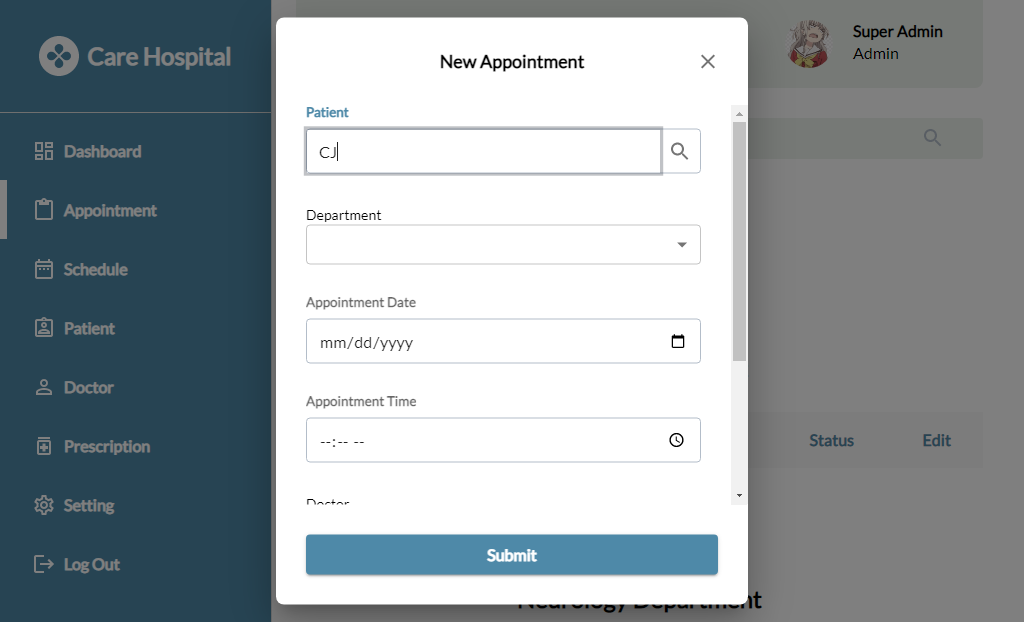 Care Hospital
Dashboard
Appointment
Schedule
Patient
Doctor
Prescription
Setting
Log Out
Super Admin
Admin
New Appointment
Patient
CJ
Department
Appointment Date
mm/dd/yyyy
Appointment Time
--:-- --
Doctor
Submit
Status Edit
Neurology Department